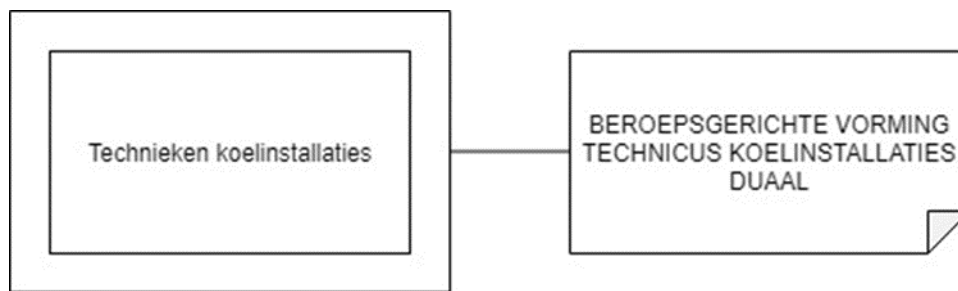 Technieken koelinstallaties
BEROEPSGERICHTE VORMING
TECHNICUS KOELINSTALLATIES
DUAAL